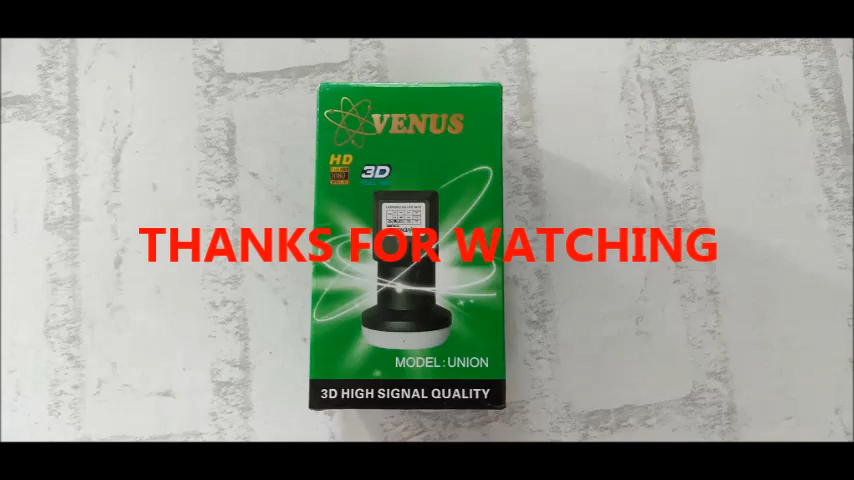 VENUS
HD
3D
THANKS FOR WATCHING
MODEL: UNION
3D HIGH SIGNAL QUALITY